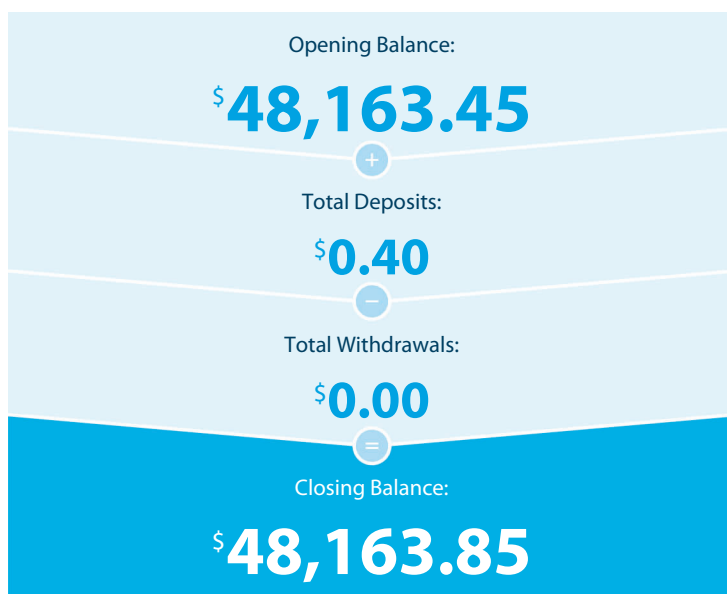 Opening Balance:
$48,163.45
+
Total Deposits:
$0.40
−
Total Withdrawals:
$0.00
=
Closing Balance:
$48,163.85